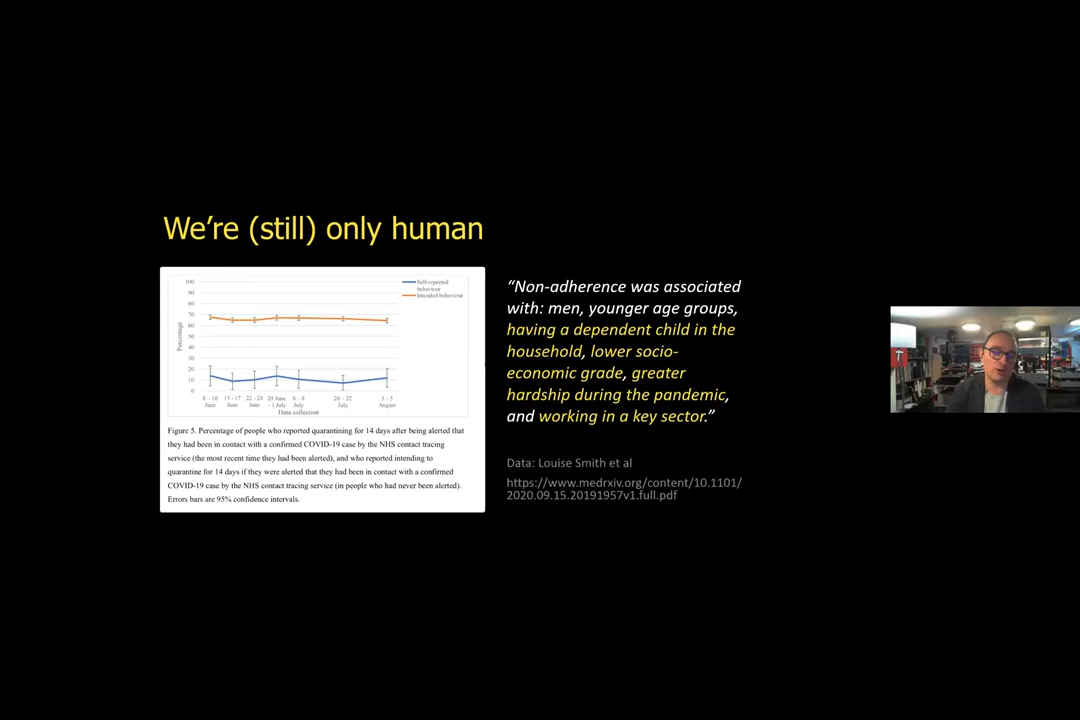 We're (still) only human
100
90
80
70
60
50
40
30
20
10
0
Percentage
8 – 10 June
15 – 17 June
22 – 24 June
29 June – 1 July
6 – 8 July
20 – 22 July
3 – 5 August
Data collection
Self-reported
behaviour
Intended behaviour
Figure 5. Percentage of people who reported quarantining for 14 days after being alerted that
they had been in contact with a confirmed COVID-19 case by the NHS contact tracing
service (the most recent time they had been alerted), and who reported intending to
quarantine for 14 days if they were alerted that they had been in contact with a confirmed
COVID-19 case by the NHS contact tracing service (in people who had never been alerted).
Errors bars are 95% confidence intervals.
“Non-adherence was associated
with: men, younger age groups,
having a dependent child in the
household, lower socio-
economic grade, greater
hardship during the pandemic,
and working in a key sector.”
Data: Louise Smith et al
https://www.medrxiv.org/content/10.1101/
2020.09.15.20191957v1.full.pdf